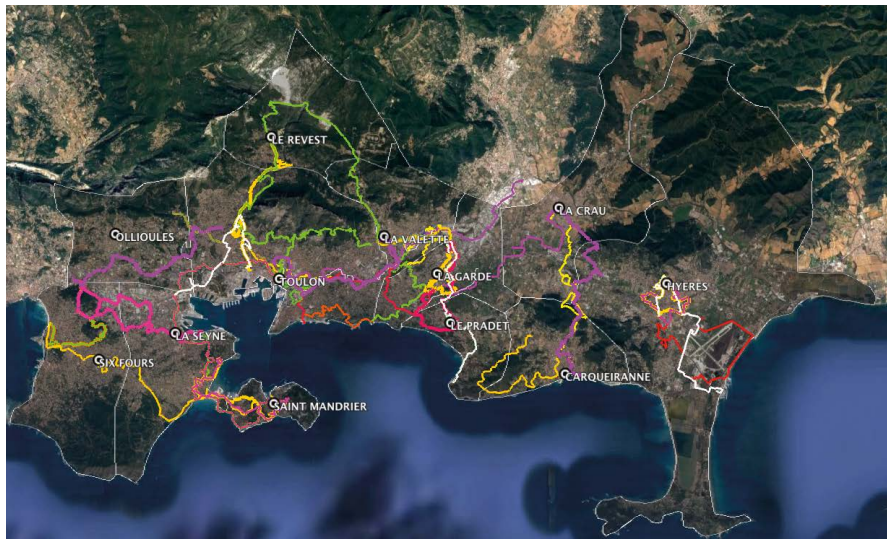 LE REVEST
LA CRAU
OLLIOULES
LA VALETTE
LA GARDE
TOULON
HYERES
LE PRADET
LA SEYNE
SIX FOURS
CARQUEIRANNE
SAINT MANDRIER